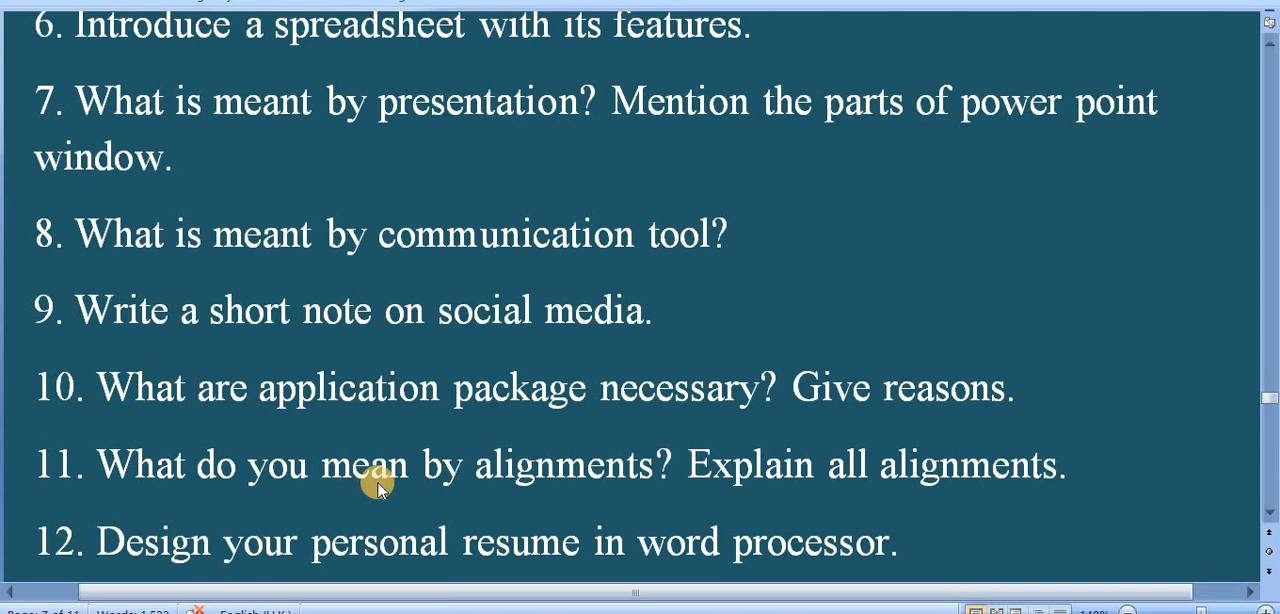 6. Introduce a spreadsheet with its features.
7. What is meant by presentation? Mention the parts of power point
window.
8. What is meant by communication tool?
9. Write a short note on social media.
10. What are application package necessary? Give reasons.
11. What do you mean by alignments? Explain all alignments.
12. Design your personal resume in word processor.